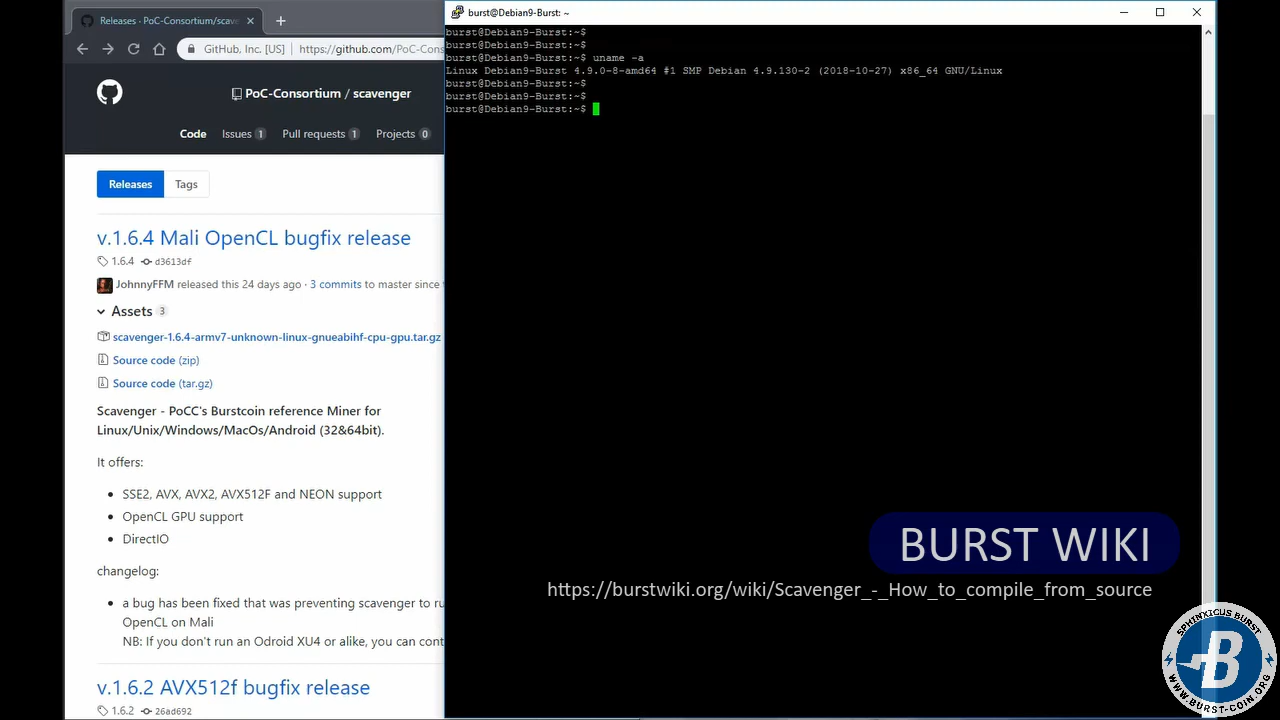 Releases · PoC-Consortium/scave
GitHub, Inc. [US]
https://github.com/PoC-Cons
PoC-Consortium / scavenger
Code Issues 1 Pull requests 1 Projects 0
Releases Tags
v.1.6.4 Mali OpenCL bugfix release
1.6.4 d3613df
JohnnyFFM released this 24 days ago · 3 commits to master since
Assets 3
scavenger-1.6.4-armv7-unknown-linux-gnueabihf-cpu-gpu.tar.gz
Source code (zip)
Source code (tar.gz)
Scavenger - PoCC's Burstcoin reference Miner for
Linux/Unix/Windows/MacOs/Android (32&64bit).
It offers:
• SSE2, AVX, AVX2, AVX512F and NEON support
• OpenCL GPU support
• DirectIO
changelog:
• a bug has been fixed that was preventing scavenger to ru
OpenCL on Mali
NB: If you don't run an Odroid XU4 or alike, you can cont
v.1.6.2 AVX512f bugfix release
1.6.2 26ad692
burst@Debian9-Burst: ~
burst@Debian9-Burst:~$
burst@Debian9-Burst:~$
burst@Debian9-Burst:~$ uname -a
Linux Debian9-Burst 4.9.0-8-amd64 #1 SMP Debian 4.9.130-2 (2018-10-27) x86_64 GNU/Linux
burst@Debian9-Burst:~$
burst@Debian9-Burst:~$
burst@Debian9-Burst:~$
BURST WIKI
https://burstwiki.org/wiki/Scavenger_-_How_to_compile_from_source
SPHINXICUS BURST
B
WWW.BURST-COIN.ORG